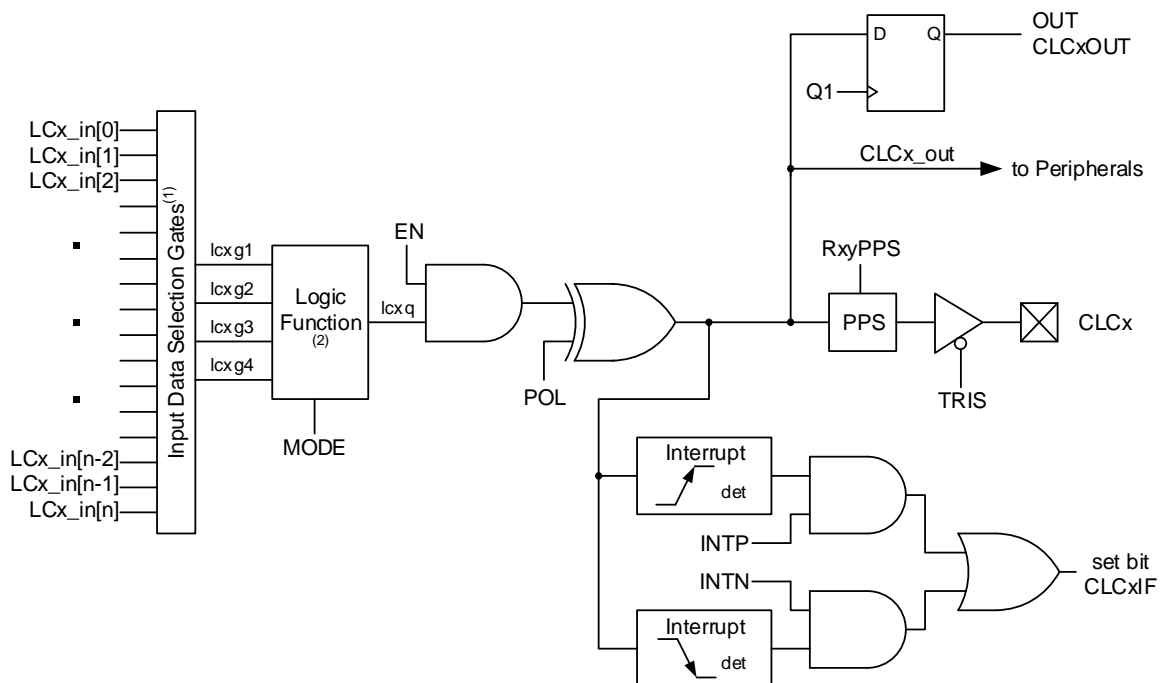 OUT
CLCxOUT
D
Q
Q1
LCx_in[0]
LCx_in[1]
LCx_in[2]
CLCx_out
to Peripherals
Input Data Selection Gates(1)
EN
RxyPPS
lcxg1
lcxg2
lcxg3
lcxg4
Logic
Function
(2)
lcxq
PPS
CLCx
POL
TRIS
MODE
LCx_in[n-2]
LCx_in[n-1]
LCx_in[n]
Interrupt
det
INTP
INTN
set bit
CLCxIF
Interrupt
det